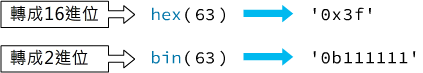 轉成16進位 hex(63) '0x3f'
轉成2進位 bin(63) '0b111111'